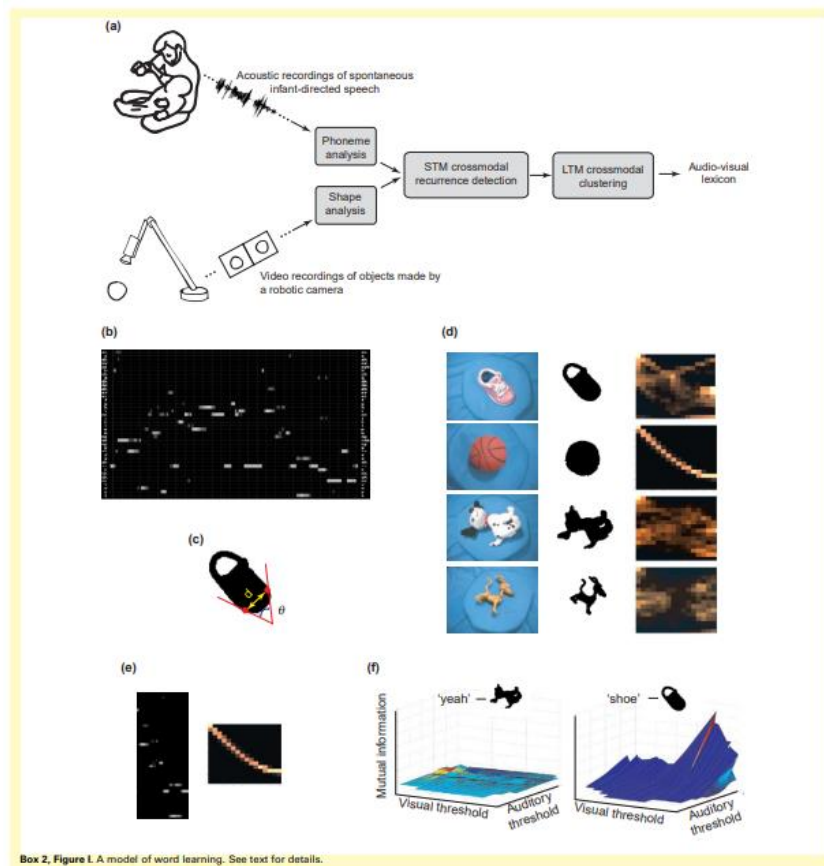 (a)
Acoustic recordings of spontaneous
infant-directed speech
Phoneme
analysis
STM crossmodal
recurrence detection
LTM crossmodal
clustering
Audio-visual
lexicon
Shape
analysis
Video recordings of objects made by
a robotic camera
(b)
(d)
(c)
d
θ
(e)
(f)
'yeah' —
'shoe' —
Mutual information
Visual threshold
Auditory
threshold
Visual threshold
Auditory
threshold
Box 2, Figure I. A model of word learning. See text for details.